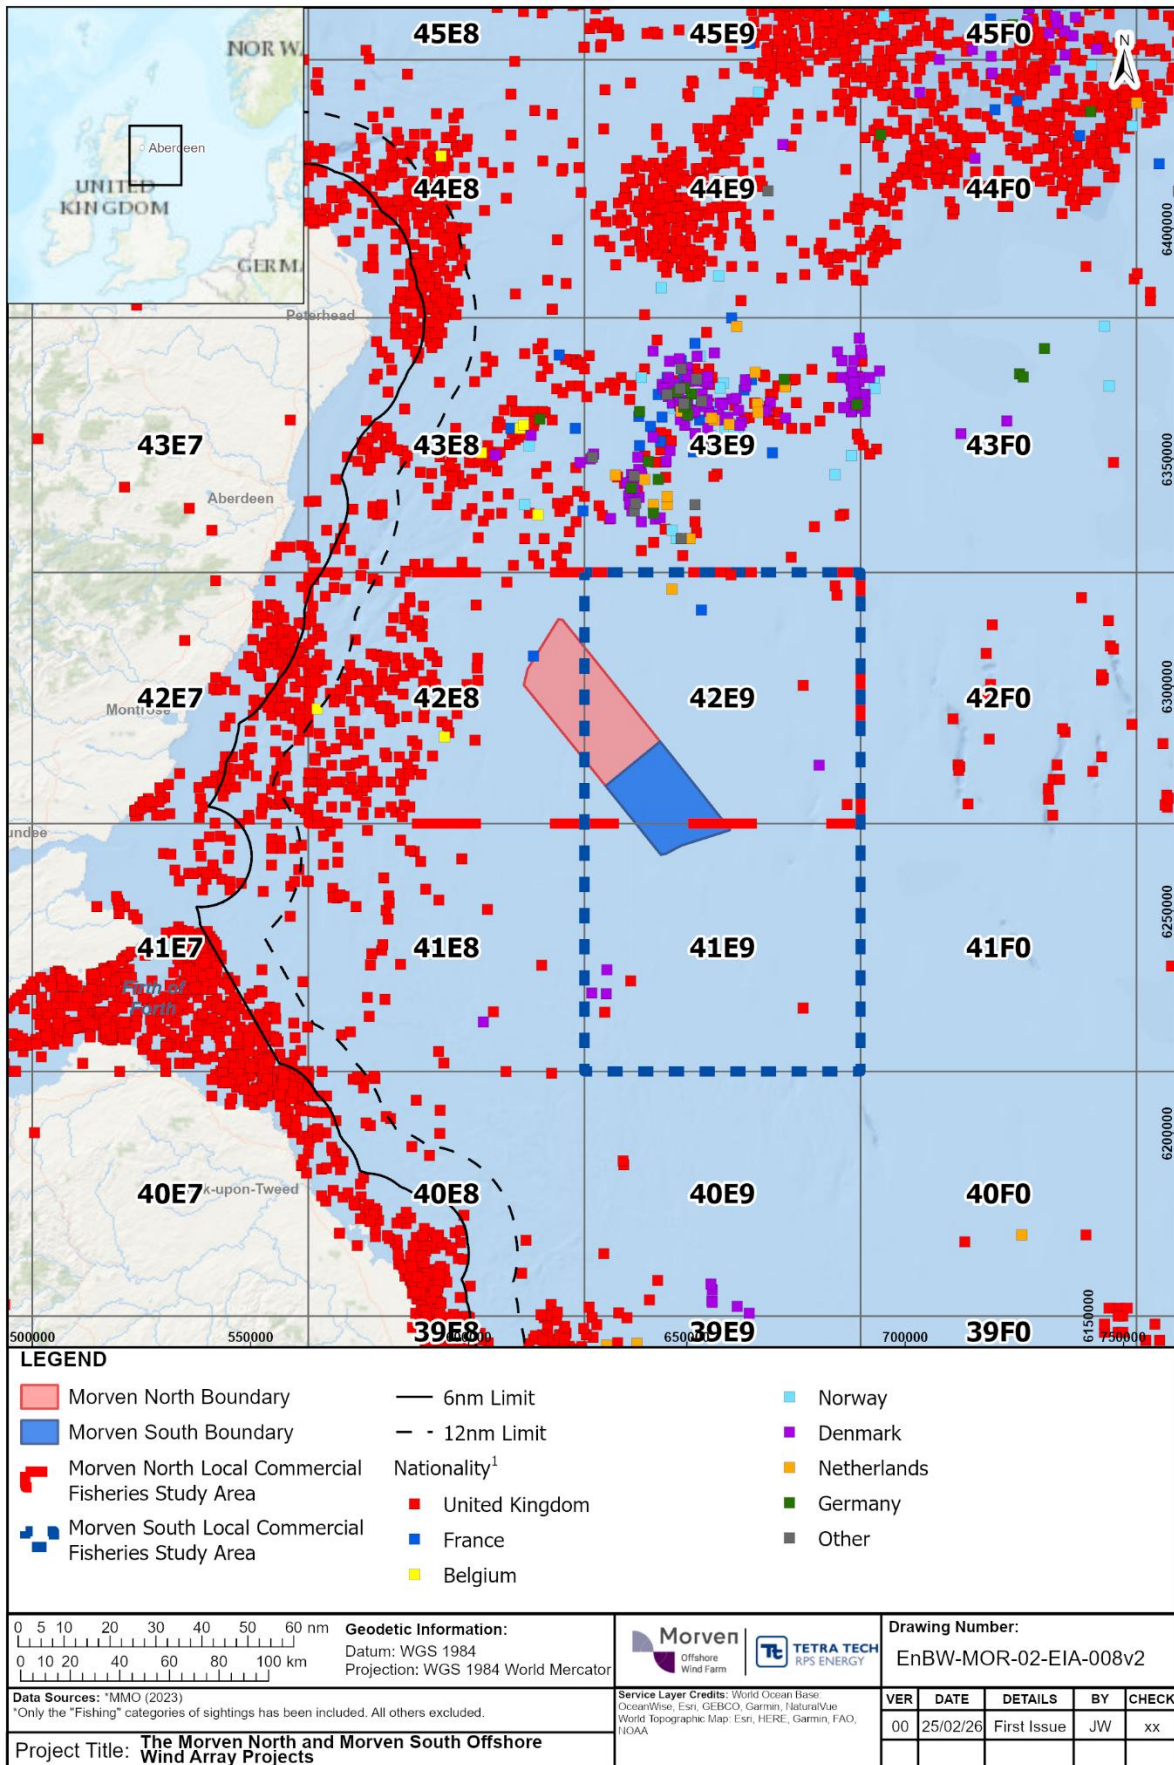 45E8
45E9
45F0
N
NOR W
Aberdeen
UNITED
KINGDOM
GERM
44E8
44E9
44F0
6400000
Peterhead
43E7
43E8
43E9
43F0
6350000
Aberdeen
42E7
42E8
42E9
42F0
6300000
Montrose
undee
41E7
41E8
41E9
41F0
6250000
Firth of
Forth
6200000
40E7
k-upon-Tweed
40E8
40E9
40F0
6150000
39E8
39E9
39F0
500000
550000
600000
650000
700000
750000
LEGEND
Morven North Boundary
Morven South Boundary
Morven North Local Commercial
Fisheries Study Area
Morven South Local Commercial
Fisheries Study Area
6nm Limit
12nm Limit
Nationality¹
United Kingdom
France
Belgium
Norway
Denmark
Netherlands
Germany
Other
0 5 10 20 30 40 50 60 nm
0 10 20 40 60 80 100 km
Geodetic Information:
Datum: WGS 1984
Projection: WGS 1984 World Mercator
Morven
Offshore
Wind Farm
Tt
TETRA TECH
RPS ENERGY
Drawing Number:
EnBW-MOR-02-EIA-008v2
Data Sources: *MMO (2023)
*Only the "Fishing" categories of sightings has been included. All others excluded.
Service Layer Credits: World Ocean Base:
OceanWise, Esri, GEBCO, Garmin, NaturalVue
World Topographic Map: Esri, HERE, Garmin, FAO,
NOAA
VER DATE DETAILS BY CHECK
00 25/02/26 First Issue JW xx
Project Title: The Morven North and Morven South Offshore
Wind Array Projects